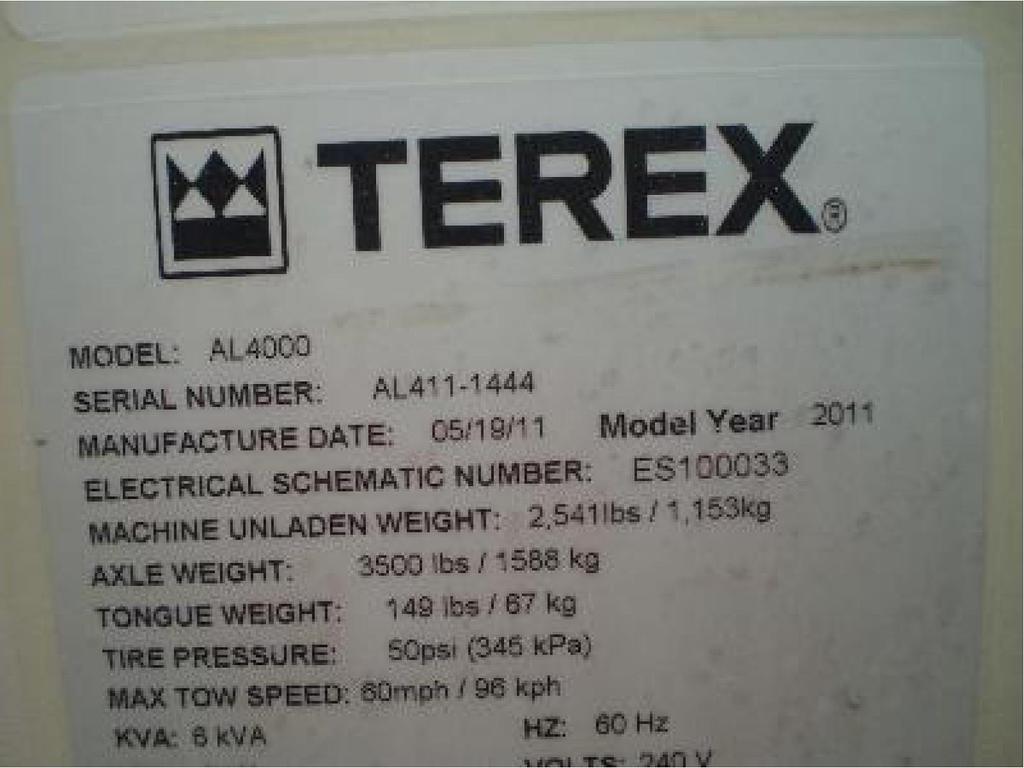 TEREX®
MODEL: AL4000
SERIAL NUMBER: AL411-1444
MANUFACTURE DATE: 05/19/11 Model Year 2011
ELECTRICAL SCHEMATIC NUMBER: ES100033
MACHINE UNLADEN WEIGHT: 2,541lbs / 1,153kg
AXLE WEIGHT: 3500 lbs / 1588 kg
TONGUE WEIGHT: 149 lbs / 67 kg
TIRE PRESSURE: 50psi (345 kPa)
MAX TOW SPEED: 60mph / 96 kph
KVA: 6 kVA HZ: 60 Hz
VOLTS: 240 V